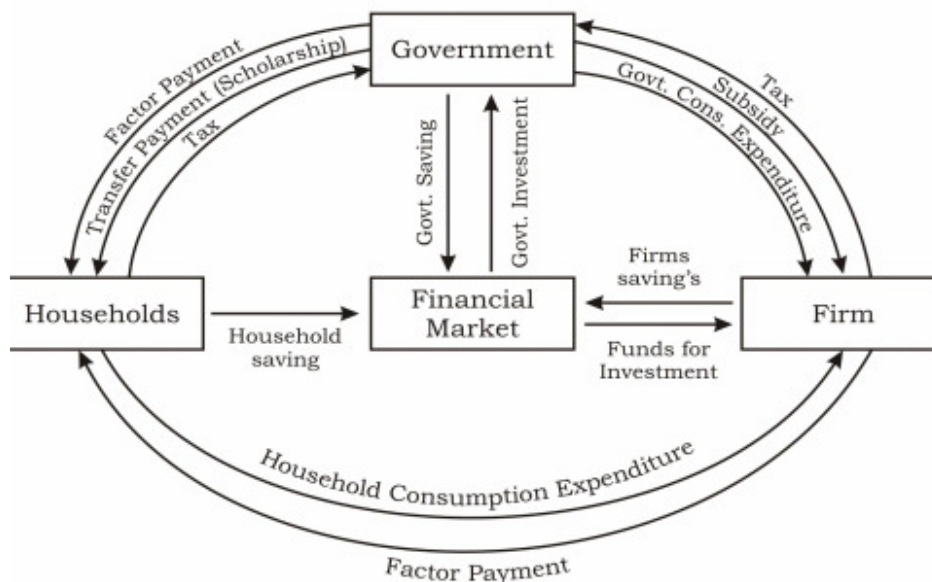 Government
Factor Payment
Transfer Payment (Scholarship)
Tax
Tax
Subsidy
Govt. Cons. Expenditure
Govt. Saving
Govt. Investment
Households
Household
saving
Financial
Market
Firms
saving's
Funds for
Investment
Firm
Household Consumption Expenditure
Factor Payment